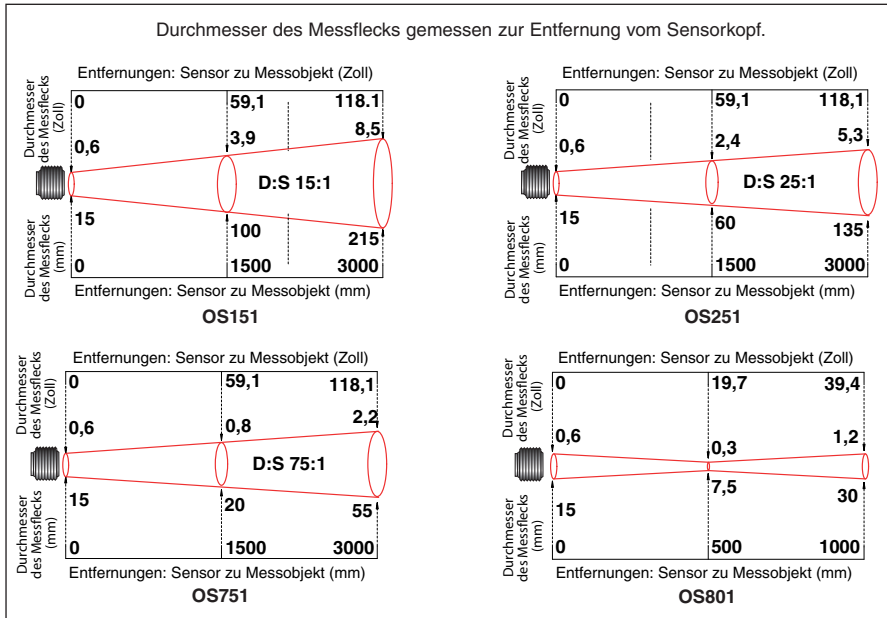 Durchmesser des Messflecks gemessen zur Entfernung vom Sensorkopf.
Entfernungen: Sensor zu Messobjekt (Zoll)
Durchmesser
des Messflecks
(Zoll)
0 59,1 118.1
0,6 3,9 8,5
D:S 15:1
15 100 215
0 1500 3000
Durchmesser
des Messflecks
(mm)
Entfernungen: Sensor zu Messobjekt (mm)
OS151
Entfernungen: Sensor zu Messobjekt (Zoll)
Durchmesser
des Messflecks
(Zoll)
0 59,1 118,1
0,6 2,4 5,3
D:S 25:1
15 60 135
0 1500 3000
Durchmesser
des Messflecks
(mm)
Entfernungen: Sensor zu Messobjekt (mm)
OS251
Entfernungen: Sensor zu Messobjekt (Zoll)
Durchmesser
des Messflecks
(Zoll)
0 59,1 118,1
0,6 0,8 2,2
D:S 75:1
15 20 55
0 1500 3000
Durchmesser
des Messflecks
(mm)
Entfernungen: Sensor zu Messobjekt (mm)
OS751
Entfernungen: Sensor zu Messobjekt (Zoll)
Durchmesser
des Messflecks
(Zoll)
0 19,7 39,4
0,6 0,3 1,2
15 7,5 30
0 500 1000
Durchmesser
des Messflecks
(mm)
Entfernungen: Sensor zu Messobjekt (mm)
OS801